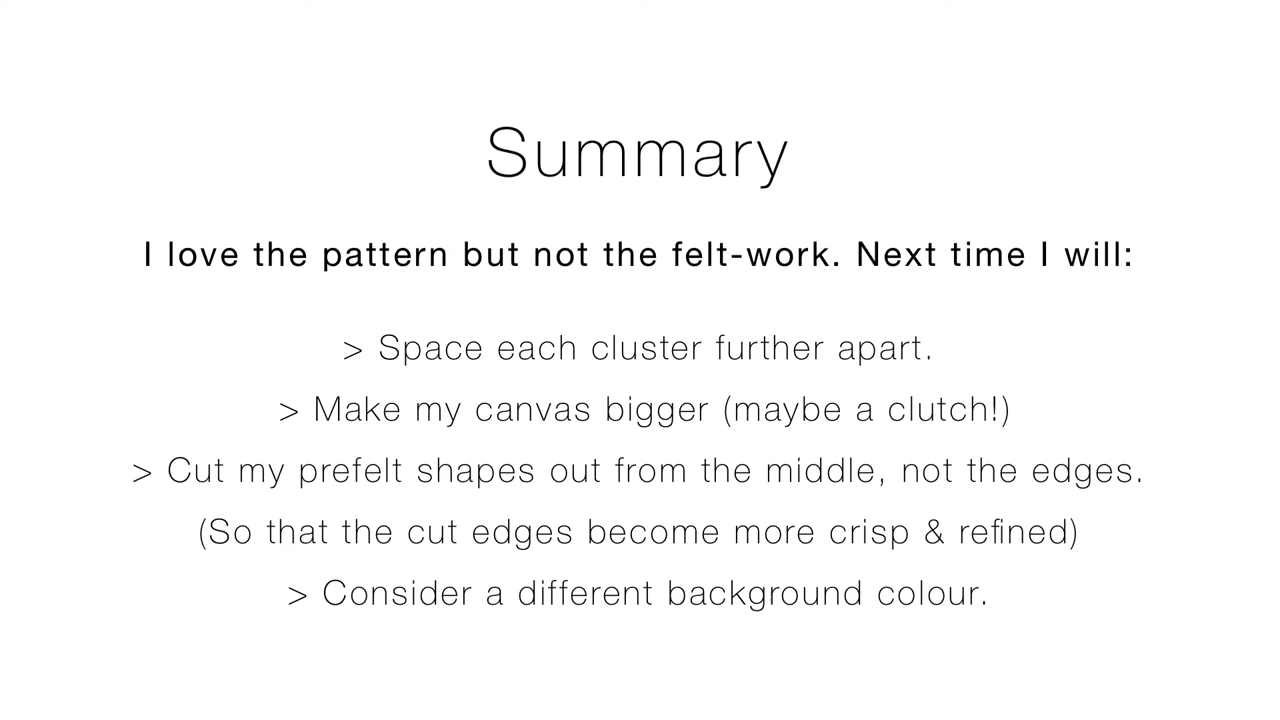 Summary
I love the pattern but not the felt-work. Next time I will:
> Space each cluster further apart.
> Make my canvas bigger (maybe a clutch!)
> Cut my prefelt shapes out from the middle, not the edges.
(So that the cut edges become more crisp & refined)
> Consider a different background colour.